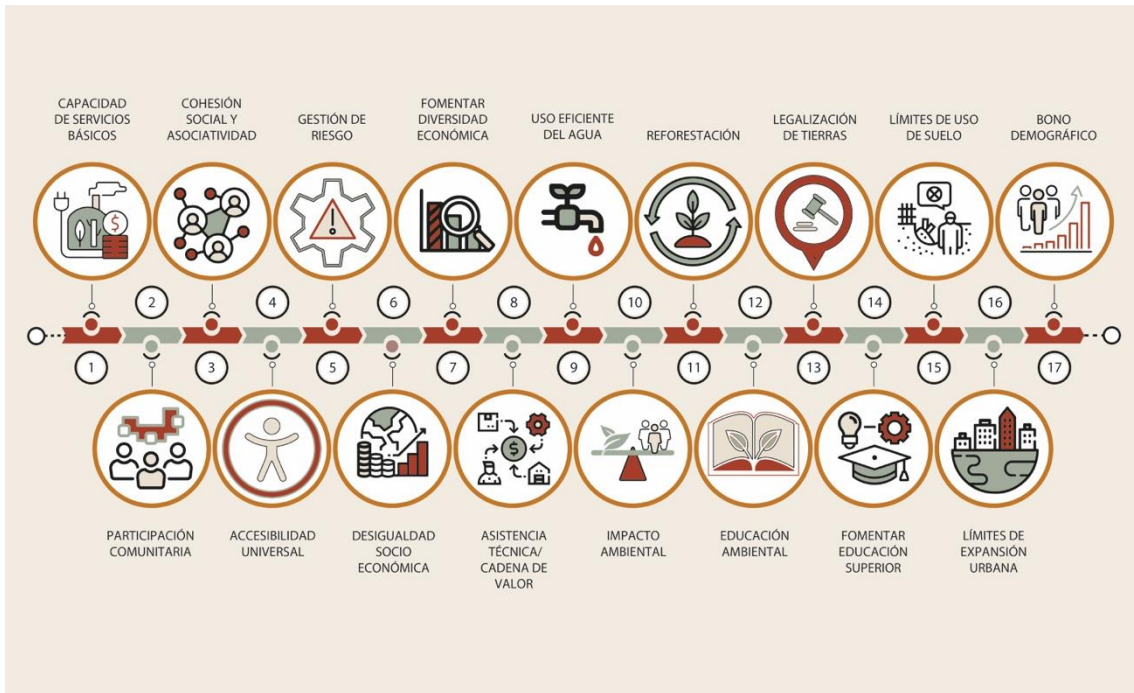 CAPACIDAD
DE SERVICIOS
BÁSICOS
COHESIÓN
SOCIAL Y
ASOCIATIVIDAD
GESTIÓN DE
RIESGO
FOMENTAR
DIVERSIDAD
ECONÓMICA
USO EFICIENTE
DEL AGUA
REFORESTACIÓN
LEGALIZACIÓN
DE TIERRAS
LÍMITES DE USO
DE SUELO
BONO
DEMOGRÁFICO
$
2
4
6
8
10
12
14
16
1
3
5
7
9
11
13
15
17
$
PARTICIPACIÓN
COMUNITARIA
ACCESIBILIDAD
UNIVERSAL
DESIGUALDAD
SOCIO
ECONÓMICA
ASISTENCIA
TÉCNICA/
CADENA DE
VALOR
IMPACTO
AMBIENTAL
EDUCACIÓN
AMBIENTAL
FOMENTAR
EDUCACIÓN
SUPERIOR
LÍMITES DE
EXPANSIÓN
URBANA